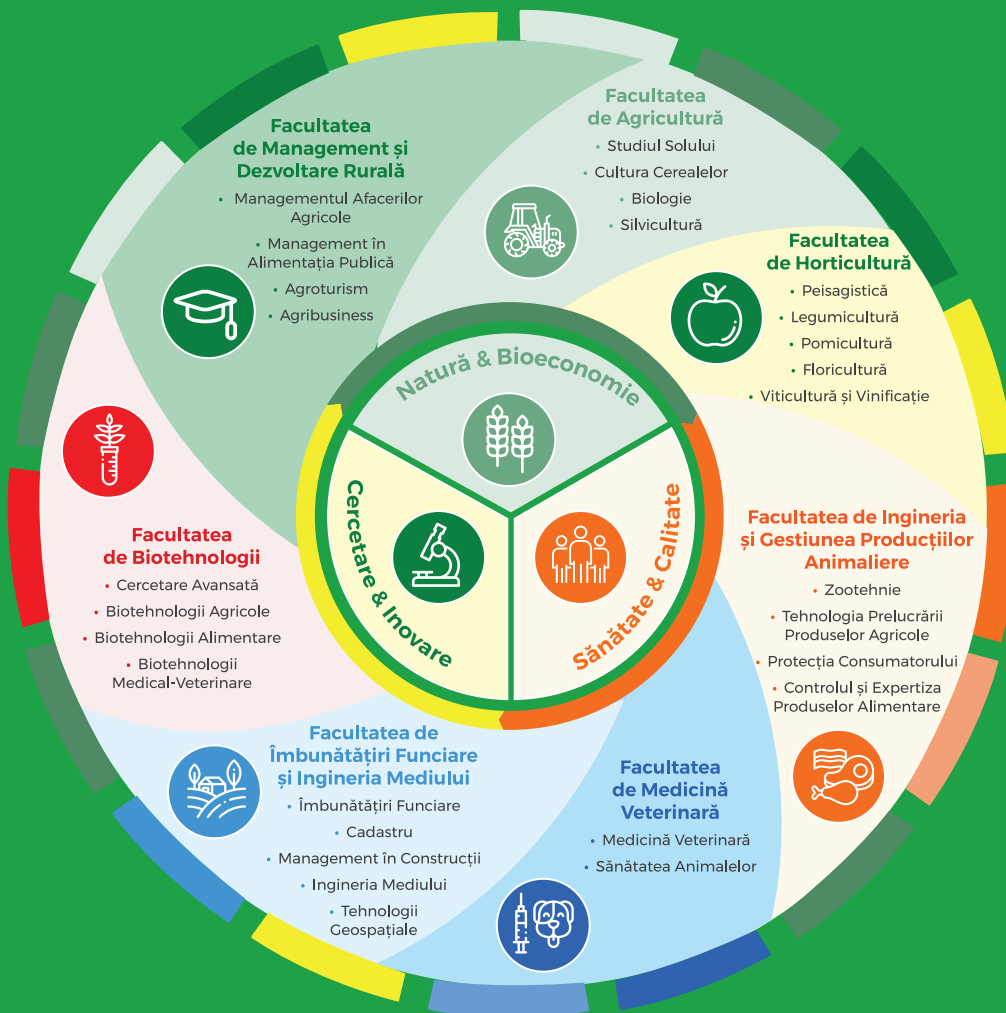 Facultatea
de Management și
Dezvoltare Rurală
• Managementul Afacerilor
Agricole
• Management în
Alimentația Publică
• Agroturism
• Agribusiness
Facultatea
de Agricultură
• Studiul Solului
• Cultura Cerealelor
• Biologie
• Silvicultură
Facultatea
de Horticultură
• Peisagistică
• Legumicultură
• Pomicultură
• Floricultură
• Viticultură și Vinificație
Natură & Bioeconomie
Cercetare & Inovare
Sănătate & Calitate
Facultatea
de Biotehnologii
• Cercetare Avansată
• Biotehnologii Agricole
• Biotehnologii Alimentare
• Biotehnologii
Medical-Veterinare
Facultatea de Ingineria
și Gestiunea Producțiilor
Animaliere
• Zootehnie
• Tehnologia Prelucrării
Produselor Agricole
• Protecția Consumatorului
• Controlul și Expertiza
Produselor Alimentare
Facultatea de
Îmbunătățiri Funciare
și Ingineria Mediului
• Îmbunătățiri Funciare
• Cadastru
• Management în Construcții
• Ingineria Mediului
• Tehnologii
Geospațiale
Facultatea
de Medicină
Veterinară
• Medicină Veterinară
• Sănătatea Animalelor